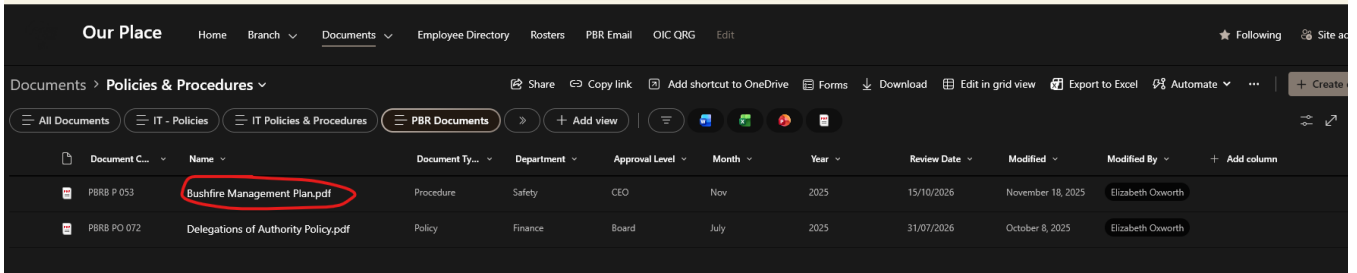 Our Place Home Branch Documents Employee Directory Rosters PBR Email OIC QRG Edit Following Site ac
Documents > Policies & Procedures Share Copy link Add shortcut to OneDrive Forms Download Edit in grid view Export to Excel Automate ... + Create
All Documents IT - Policies IT Policies & Procedures PBR Documents + Add view
Document C... Name Document Ty... Department Approval Level Month Year Review Date Modified Modified By + Add column
PBRB P 053 Bushfire Management Plan.pdf Procedure Safety CEO Nov 2025 15/10/2026 November 18, 2025 Elizabeth Oxworth
PBRB PO 072 Delegations of Authority Policy.pdf Policy Finance Board July 2025 31/07/2026 October 8, 2025 Elizabeth Oxworth